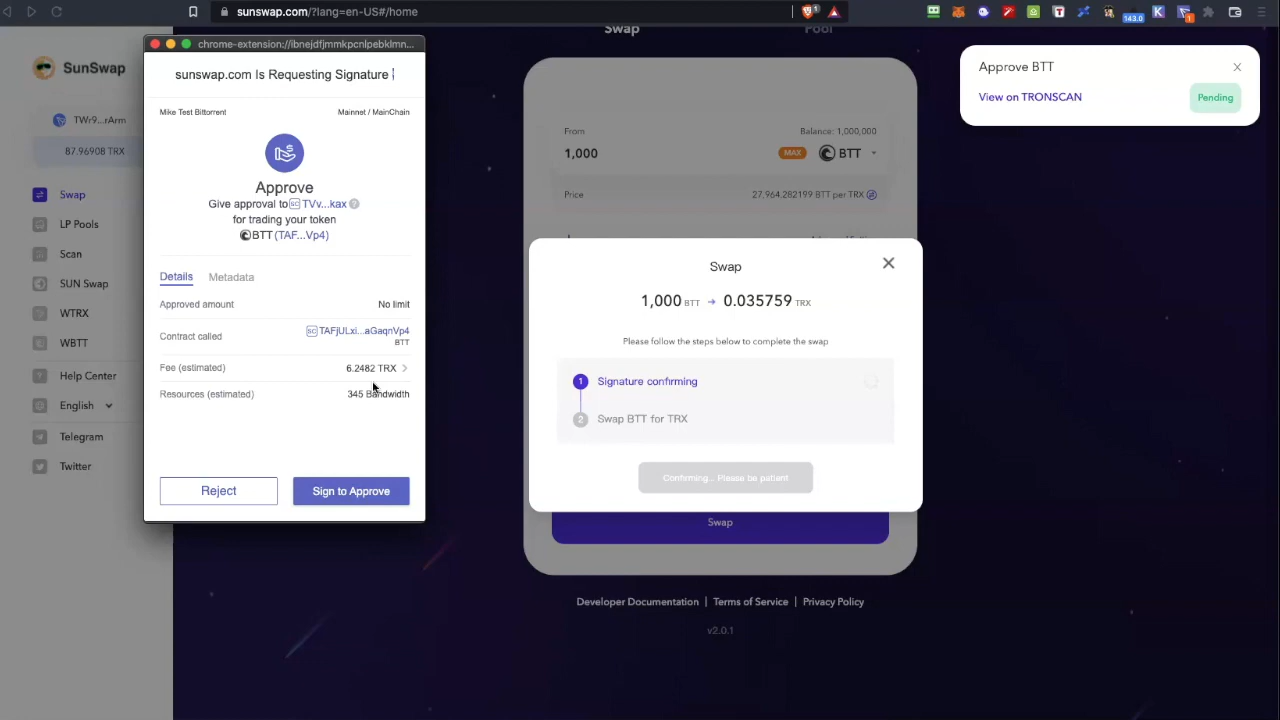 sunswap.com/?lang=en-US#/home
1
143.0
1
chrome-extension://ibnejdfjmmkpcnlpebklmn...
sunswap.com Is Requesting Signature
Mike Test Bittorrent
Mainnet / MainChain
Approve
Give approval to SC TVv...kax ?
for trading your token
BTT (TAF...Vp4)
Details
Metadata
Approved amount
No limit
Contract called
SC TAFjULxi...aGaqnVp4
BTT
Fee (estimated)
6.2482 TRX
Resources (estimated)
345 Bandwidth
Reject
Sign to Approve
SunSwap
TWr9...rArm
87.96908 TRX
Swap
LP Pools
Scan
SUN Swap
WTRX
WBTT
Help Center
English
Telegram
Twitter
Swap
Pool
From
Balance: 1,000,000
1,000
MAX
BTT
Price
27,964.282199 BTT per TRX
Swap
1,000 BTT → 0.035759 TRX
Please follow the steps below to complete the swap
1 Signature confirming
2 Swap BTT for TRX
Confirming... Please be patient
Swap
Developer Documentation | Terms of Service | Privacy Policy
v2.0.1
Approve BTT
View on TRONSCAN
Pending